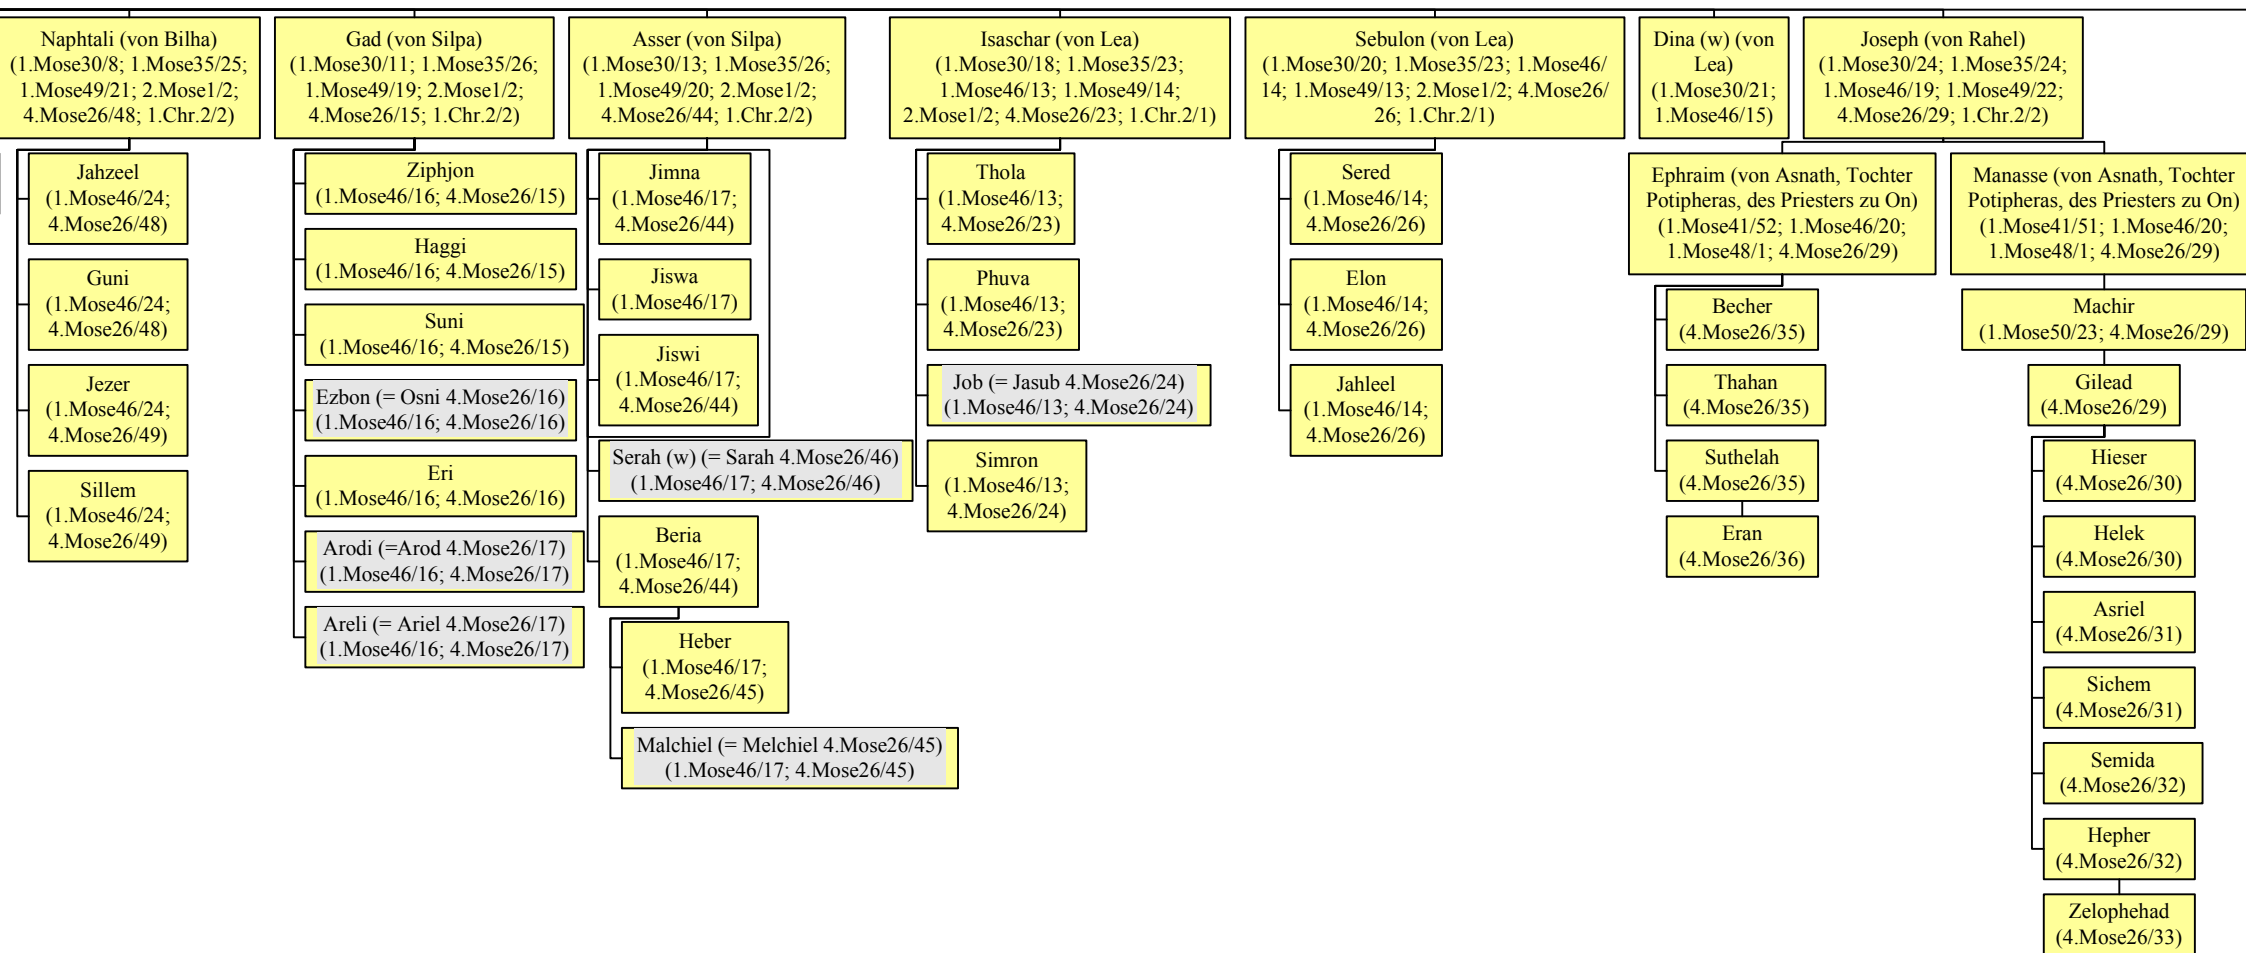 Naphtali (von Bilha)
(1.Mose30/8; 1.Mose35/25;
1.Mose49/21; 2.Mose1/2;
4.Mose26/48; 1.Chr.2/2)
Jahzeel
(1.Mose46/24;
4.Mose26/48)
Guni
(1.Mose46/24;
4.Mose26/48)
Jezer
(1.Mose46/24;
4.Mose26/49)
Sillem
(1.Mose46/24;
4.Mose26/49)
Gad (von Silpa)
(1.Mose30/11; 1.Mose35/26;
1.Mose49/19; 2.Mose1/2;
4.Mose26/15; 1.Chr.2/2)
Ziphjon
(1.Mose46/16; 4.Mose26/15)
Haggi
(1.Mose46/16; 4.Mose26/15)
Suni
(1.Mose46/16; 4.Mose26/15)
Ezbon (= Osni 4.Mose26/16)
(1.Mose46/16; 4.Mose26/16)
Eri
(1.Mose46/16; 4.Mose26/16)
Arodi (=Arod 4.Mose26/17)
(1.Mose46/16; 4.Mose26/17)
Areli (= Ariel 4.Mose26/17)
(1.Mose46/16; 4.Mose26/17)
Asser (von Silpa)
(1.Mose30/13; 1.Mose35/26;
1.Mose49/20; 2.Mose1/2;
4.Mose26/44; 1.Chr.2/2)
Jimna
(1.Mose46/17;
4.Mose26/44)
Jiswa
(1.Mose46/17)
Jiswi
(1.Mose46/17;
4.Mose26/44)
Serah (w) (= Sarah 4.Mose26/46)
(1.Mose46/17; 4.Mose26/46)
Beria
(1.Mose46/17;
4.Mose26/44)
Heber
(1.Mose46/17;
4.Mose26/45)
Malchiel (= Melchiel 4.Mose26/45)
(1.Mose46/17; 4.Mose26/45)
Isaschar (von Lea)
(1.Mose30/18; 1.Mose35/23;
1.Mose46/13; 1.Mose49/14;
2.Mose1/2; 4.Mose26/23; 1.Chr.2/1)
Thola
(1.Mose46/13;
4.Mose26/23)
Phuva
(1.Mose46/13;
4.Mose26/23)
Job (= Jasub 4.Mose26/24)
(1.Mose46/13; 4.Mose26/24)
Simron
(1.Mose46/13;
4.Mose26/24)
Sebulon (von Lea)
(1.Mose30/20; 1.Mose35/23; 1.Mose46/
14; 1.Mose49/13; 2.Mose1/2; 4.Mose26/
26; 1.Chr.2/1)
Sered
(1.Mose46/14;
4.Mose26/26)
Elon
(1.Mose46/14;
4.Mose26/26)
Jahleel
(1.Mose46/14;
4.Mose26/26)
Dina (w) (von
Lea)
(1.Mose30/21;
1.Mose46/15)
Joseph (von Rahel)
(1.Mose30/24; 1.Mose35/24;
1.Mose46/19; 1.Mose49/22;
4.Mose26/29; 1.Chr.2/2)
Ephraim (von Asnath, Tochter
Potipheras, des Priesters zu On)
(1.Mose41/52; 1.Mose46/20;
1.Mose48/1; 4.Mose26/29)
Becher
(4.Mose26/35)
Thahan
(4.Mose26/35)
Suthelah
(4.Mose26/35)
Eran
(4.Mose26/36)
Manasse (von Asnath, Tochter
Potipheras, des Priesters zu On)
(1.Mose41/51; 1.Mose46/20;
1.Mose48/1; 4.Mose26/29)
Machir
(1.Mose50/23; 4.Mose26/29)
Gilead
(4.Mose26/29)
Hieser
(4.Mose26/30)
Helek
(4.Mose26/30)
Asriel
(4.Mose26/31)
Sichem
(4.Mose26/31)
Semida
(4.Mose26/32)
Hepher
(4.Mose26/32)
Zelophehad
(4.Mose26/33)